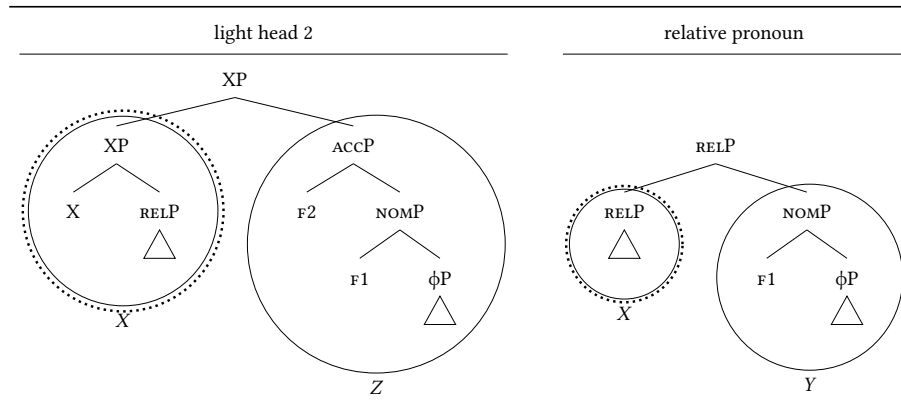 light head 2 relative pronoun
XP
XP ACCP RELP
X RELP F2 NOMP RELP NOMP
F1 ϕP F1 ϕP
X X
Z Y